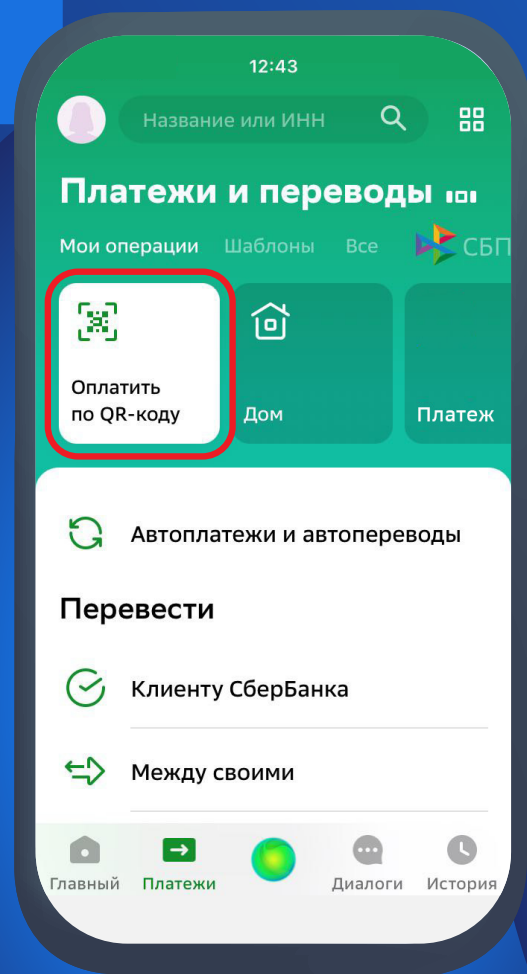 12:43
Название или ИНН
Платежи и переводы
Мои операции Шаблоны Все СБП
Оплатить
по QR-коду
Дом
Платеж
Автоплатежи и автопереводы
Перевести
Клиенту СберБанка
Между своими
Главный Платежи Диалоги История